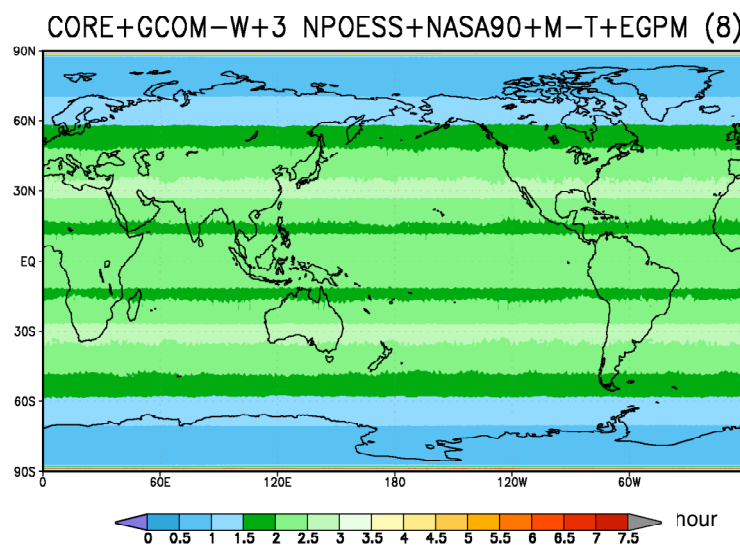 CORE+GCOM-W+3 NPOESS+NASA90+M-T+EGPM (8)
90N
60N
30N
EQ
30S
60S
90S
0 60E 120E 180 120W 60W
0 0.5 1 1.5 2 2.5 3 3.5 4 4.5 5 5.5 6 6.5 7 7.5